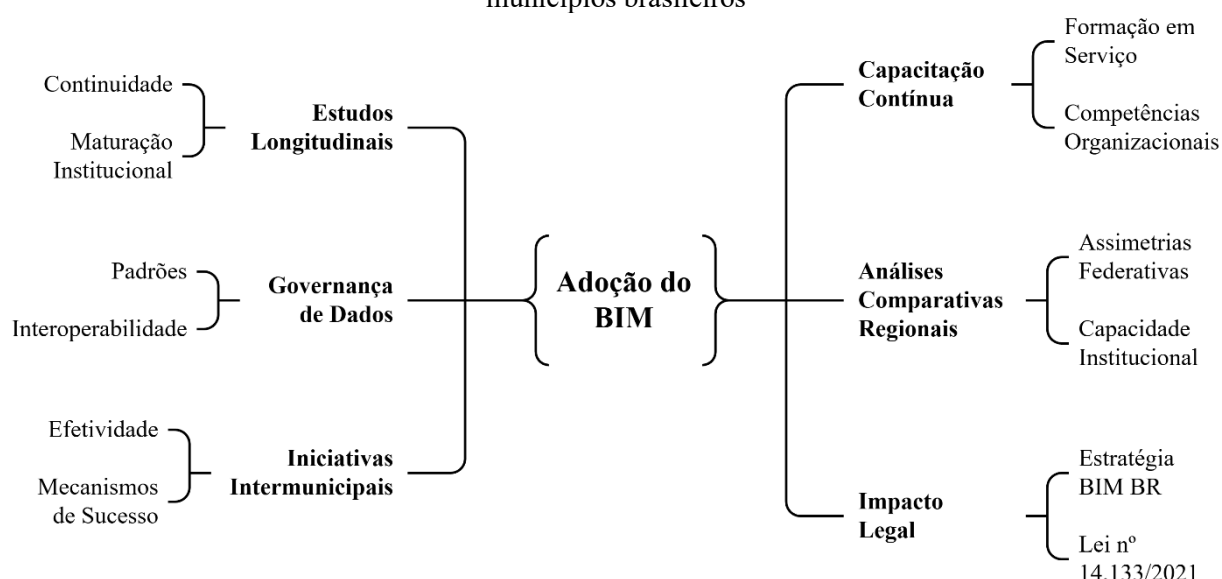 municípios brasileiros
Continuidade
Maturação
Institucional
Estudos
Longitudinais
Padrões
Interoperabilidade
Governança
de Dados
Efetividade
Mecanismos
de Sucesso
Iniciativas
Intermunicipais
Adoção do
BIM
Capacitação
Contínua
Formação em
Serviço
Competências
Organizacionais
Análises
Comparativas
Regionais
Assimetrias
Federativas
Capacidade
Institucional
Impacto
Legal
Estratégia
BIM BR
Lei nº
14.133/2021